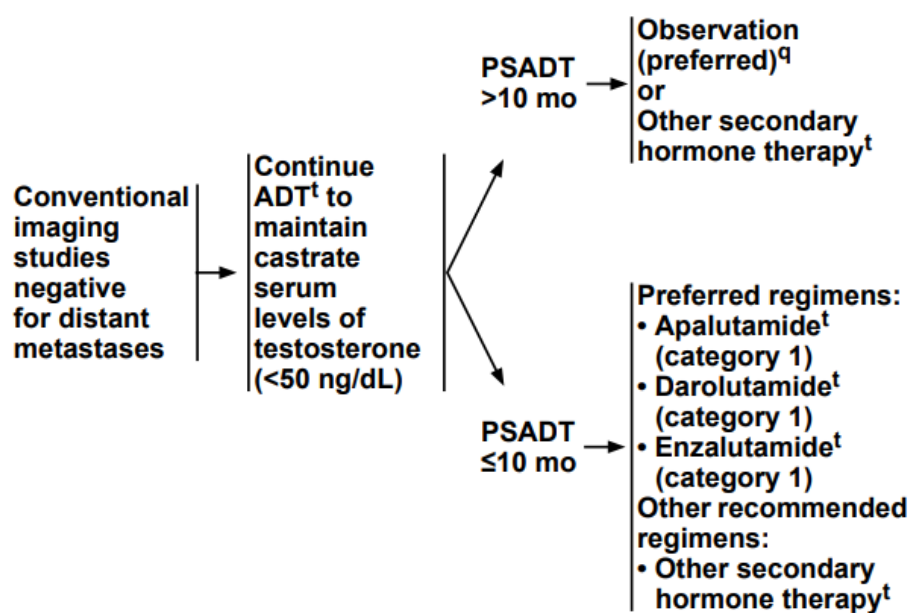 Conventional
imaging
studies
negative
for distant
metastases
Continue
ADTᵗ to
maintain
castrate
serum
levels of
testosterone
(<50 ng/dL)
PSADT
>10 mo
Observation
(preferred)ᑫ
or
Other secondary
hormone therapyᵗ
PSADT
≤10 mo
Preferred regimens:
• Apalutamideᵗ
(category 1)
• Darolutamideᵗ
(category 1)
• Enzalutamideᵗ
(category 1)
Other recommended
regimens:
• Other secondary
hormone therapyᵗ